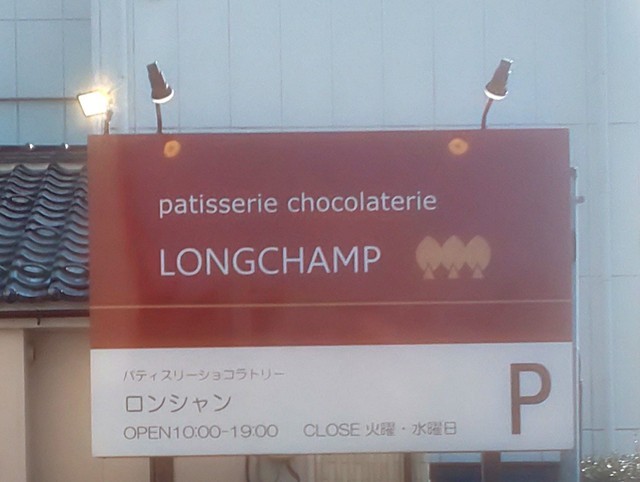 patisserie chocolaterie
LONGCHAMP
パティスリーショコラトリー
ロンシャン
P
OPEN10:00-19:00 CLOSE 火曜・水曜日